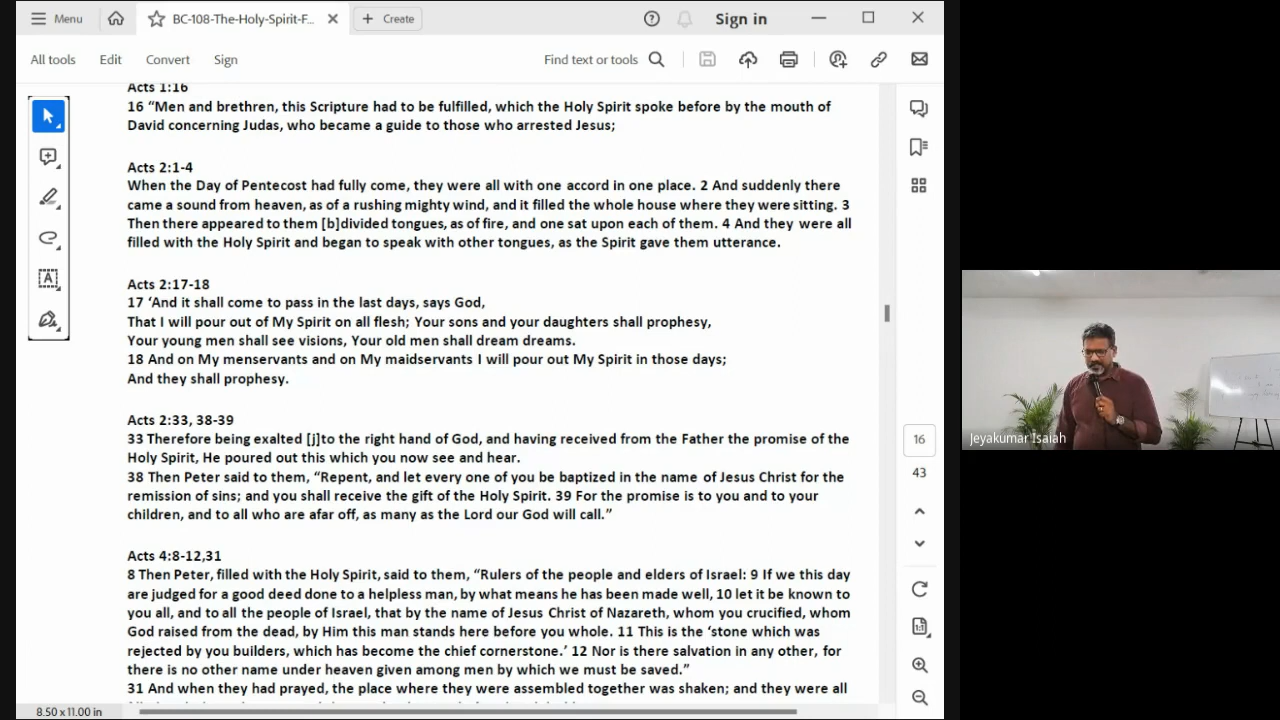 Menu
BC-108-The-Holy-Spirit-F...
Create
Sign in
All tools
Edit
Convert
Sign
Find text or tools
Acts 1:16
16 “Men and brethren, this Scripture had to be fulfilled, which the Holy Spirit spoke before by the mouth of
David concerning Judas, who became a guide to those who arrested Jesus;
Acts 2:1-4
When the Day of Pentecost had fully come, they were all with one accord in one place. 2 And suddenly there
came a sound from heaven, as of a rushing mighty wind, and it filled the whole house where they were sitting. 3
Then there appeared to them [b]divided tongues, as of fire, and one sat upon each of them. 4 And they were all
filled with the Holy Spirit and began to speak with other tongues, as the Spirit gave them utterance.
Acts 2:17-18
17 ‘And it shall come to pass in the last days, says God,
That I will pour out of My Spirit on all flesh; Your sons and your daughters shall prophesy,
Your young men shall see visions, Your old men shall dream dreams.
18 And on My menservants and on My maidservants I will pour out My Spirit in those days;
And they shall prophesy.
Acts 2:33, 38-39
33 Therefore being exalted [j]to the right hand of God, and having received from the Father the promise of the
Holy Spirit, He poured out this which you now see and hear.
38 Then Peter said to them, “Repent, and let every one of you be baptized in the name of Jesus Christ for the
remission of sins; and you shall receive the gift of the Holy Spirit. 39 For the promise is to you and to your
children, and to all who are afar off, as many as the Lord our God will call.”
Acts 4:8-12,31
8 Then Peter, filled with the Holy Spirit, said to them, “Rulers of the people and elders of Israel: 9 If we this day
are judged for a good deed done to a helpless man, by what means he has been made well, 10 let it be known to
you all, and to all the people of Israel, that by the name of Jesus Christ of Nazareth, whom you crucified, whom
God raised from the dead, by Him this man stands here before you whole. 11 This is the ‘stone which was
rejected by you builders, which has become the chief cornerstone.’ 12 Nor is there salvation in any other, for
there is no other name under heaven given among men by which we must be saved.”
31 And when they had prayed, the place where they were assembled together was shaken; and they were all
8.50 x 11.00 in
16
43
1:1
Jeyakumar Isaiah